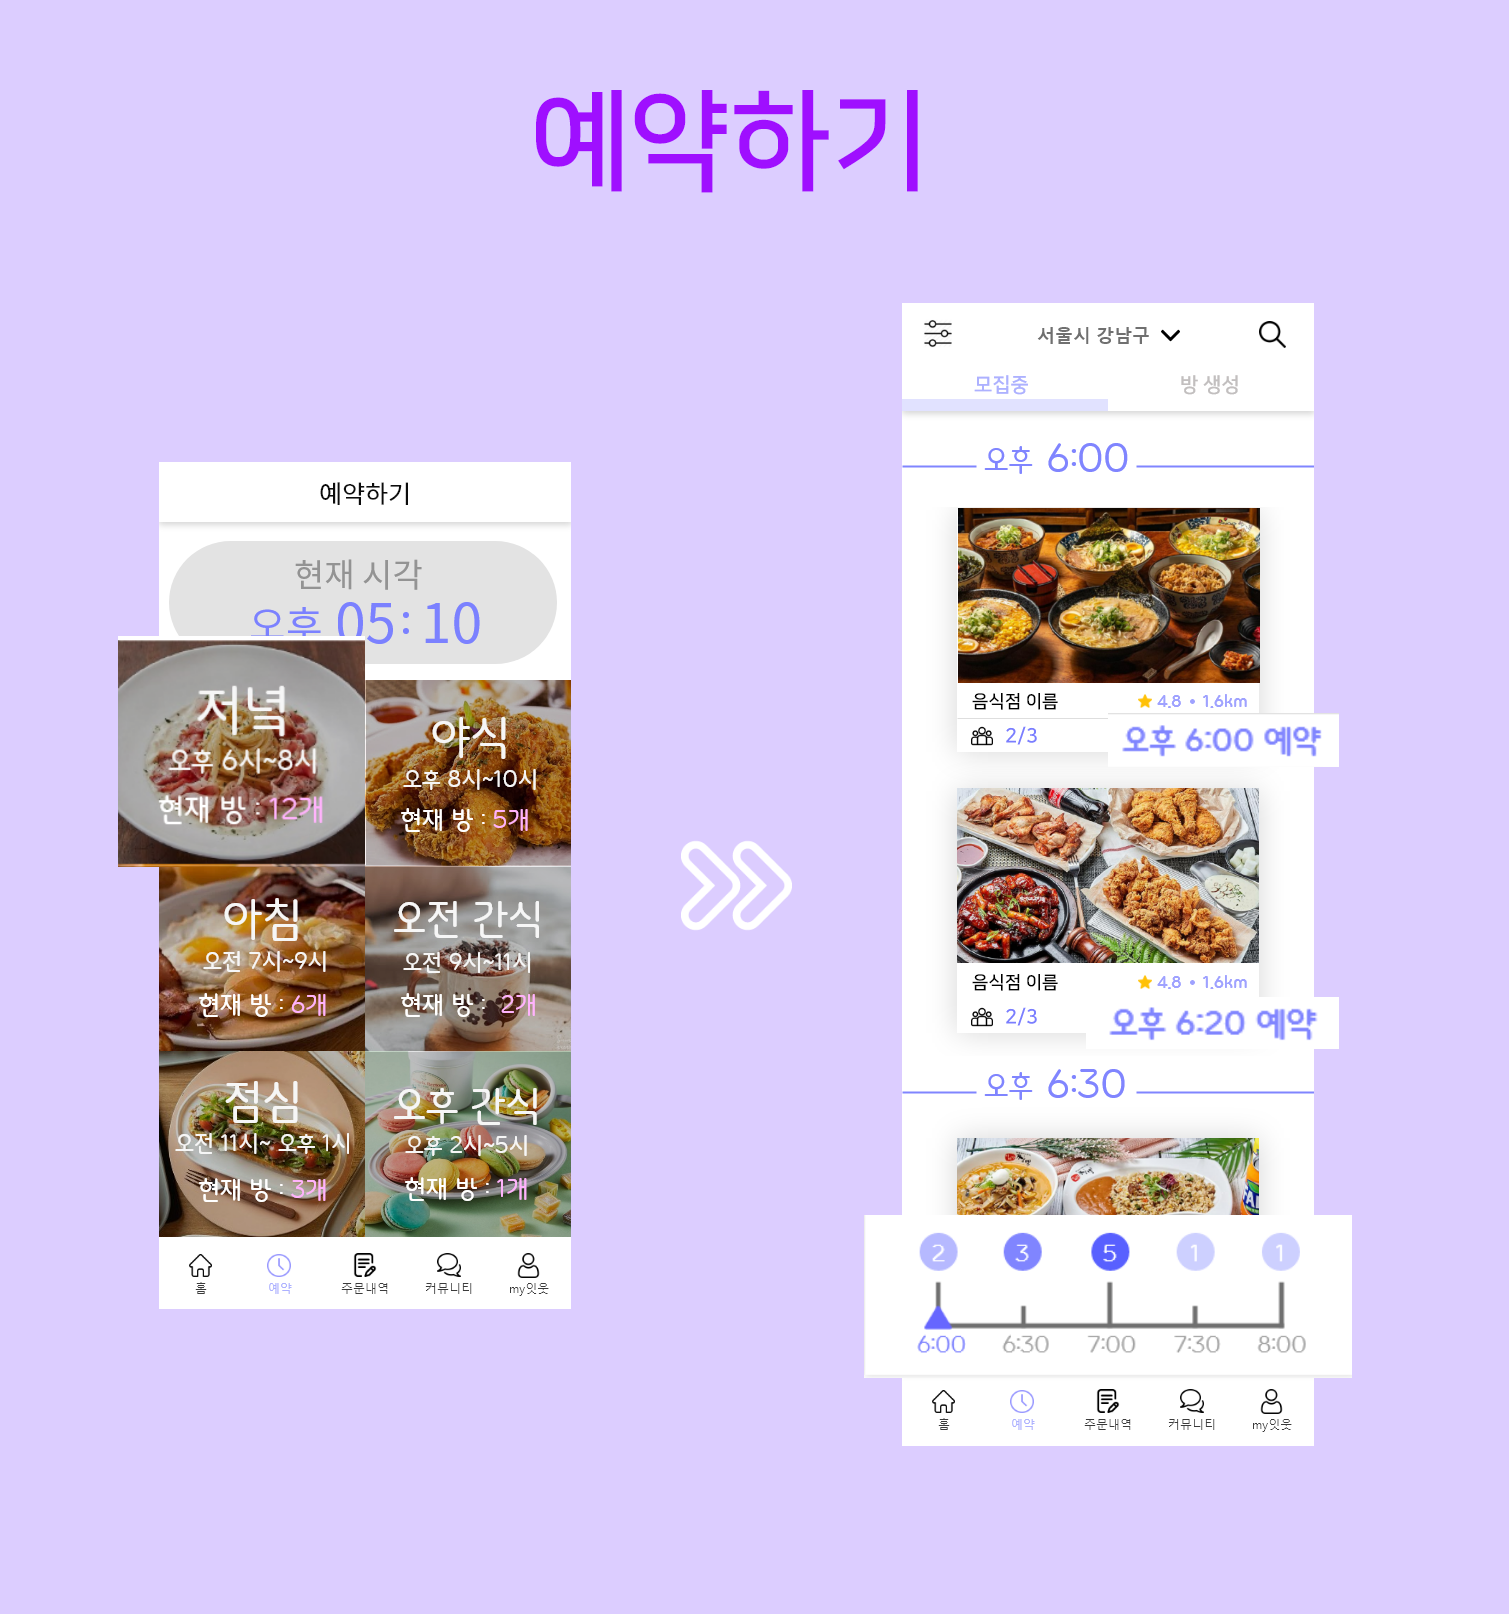 예약하기
예약하기
현재 시각
오후 05:10
저녁
오후 6시~8시
현재 방 : 12개
야식
오후 8시~10시
현재 방 : 5개
아침
오전 7시~9시
현재 방 : 6개
오전 간식
오전 9시~11시
현재 방 : 2개
점심
오전 11시~ 오후 1시
현재 방 : 3개
오후 간식
오후 2시~5시
현재 방 : 1개
홈 예약 주문내역 커뮤니티 my잇웃
서울시 강남구
모집중 방 생성
오후 6:00
음식점 이름 4.8 • 1.6km
2/3 오후 6:00 예약
음식점 이름 4.8 • 1.6km
2/3 오후 6:20 예약
오후 6:30
2 3 5 1 1
6:00 6:30 7:00 7:30 8:00
홈 예약 주문내역 커뮤니티 my잇웃